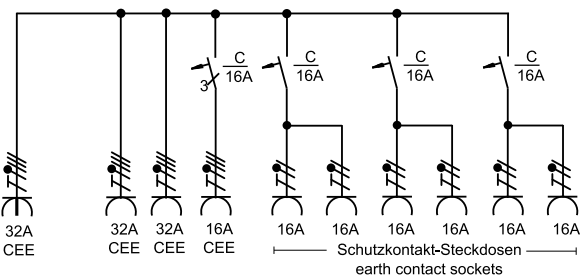 C
16A
3
C
16A
C
16A
C
16A
32A
CEE
32A
CEE
32A
CEE
16A
CEE
16A
16A
16A
16A
16A
16A
Schutzkontakt-Steckdosen
earth contact sockets